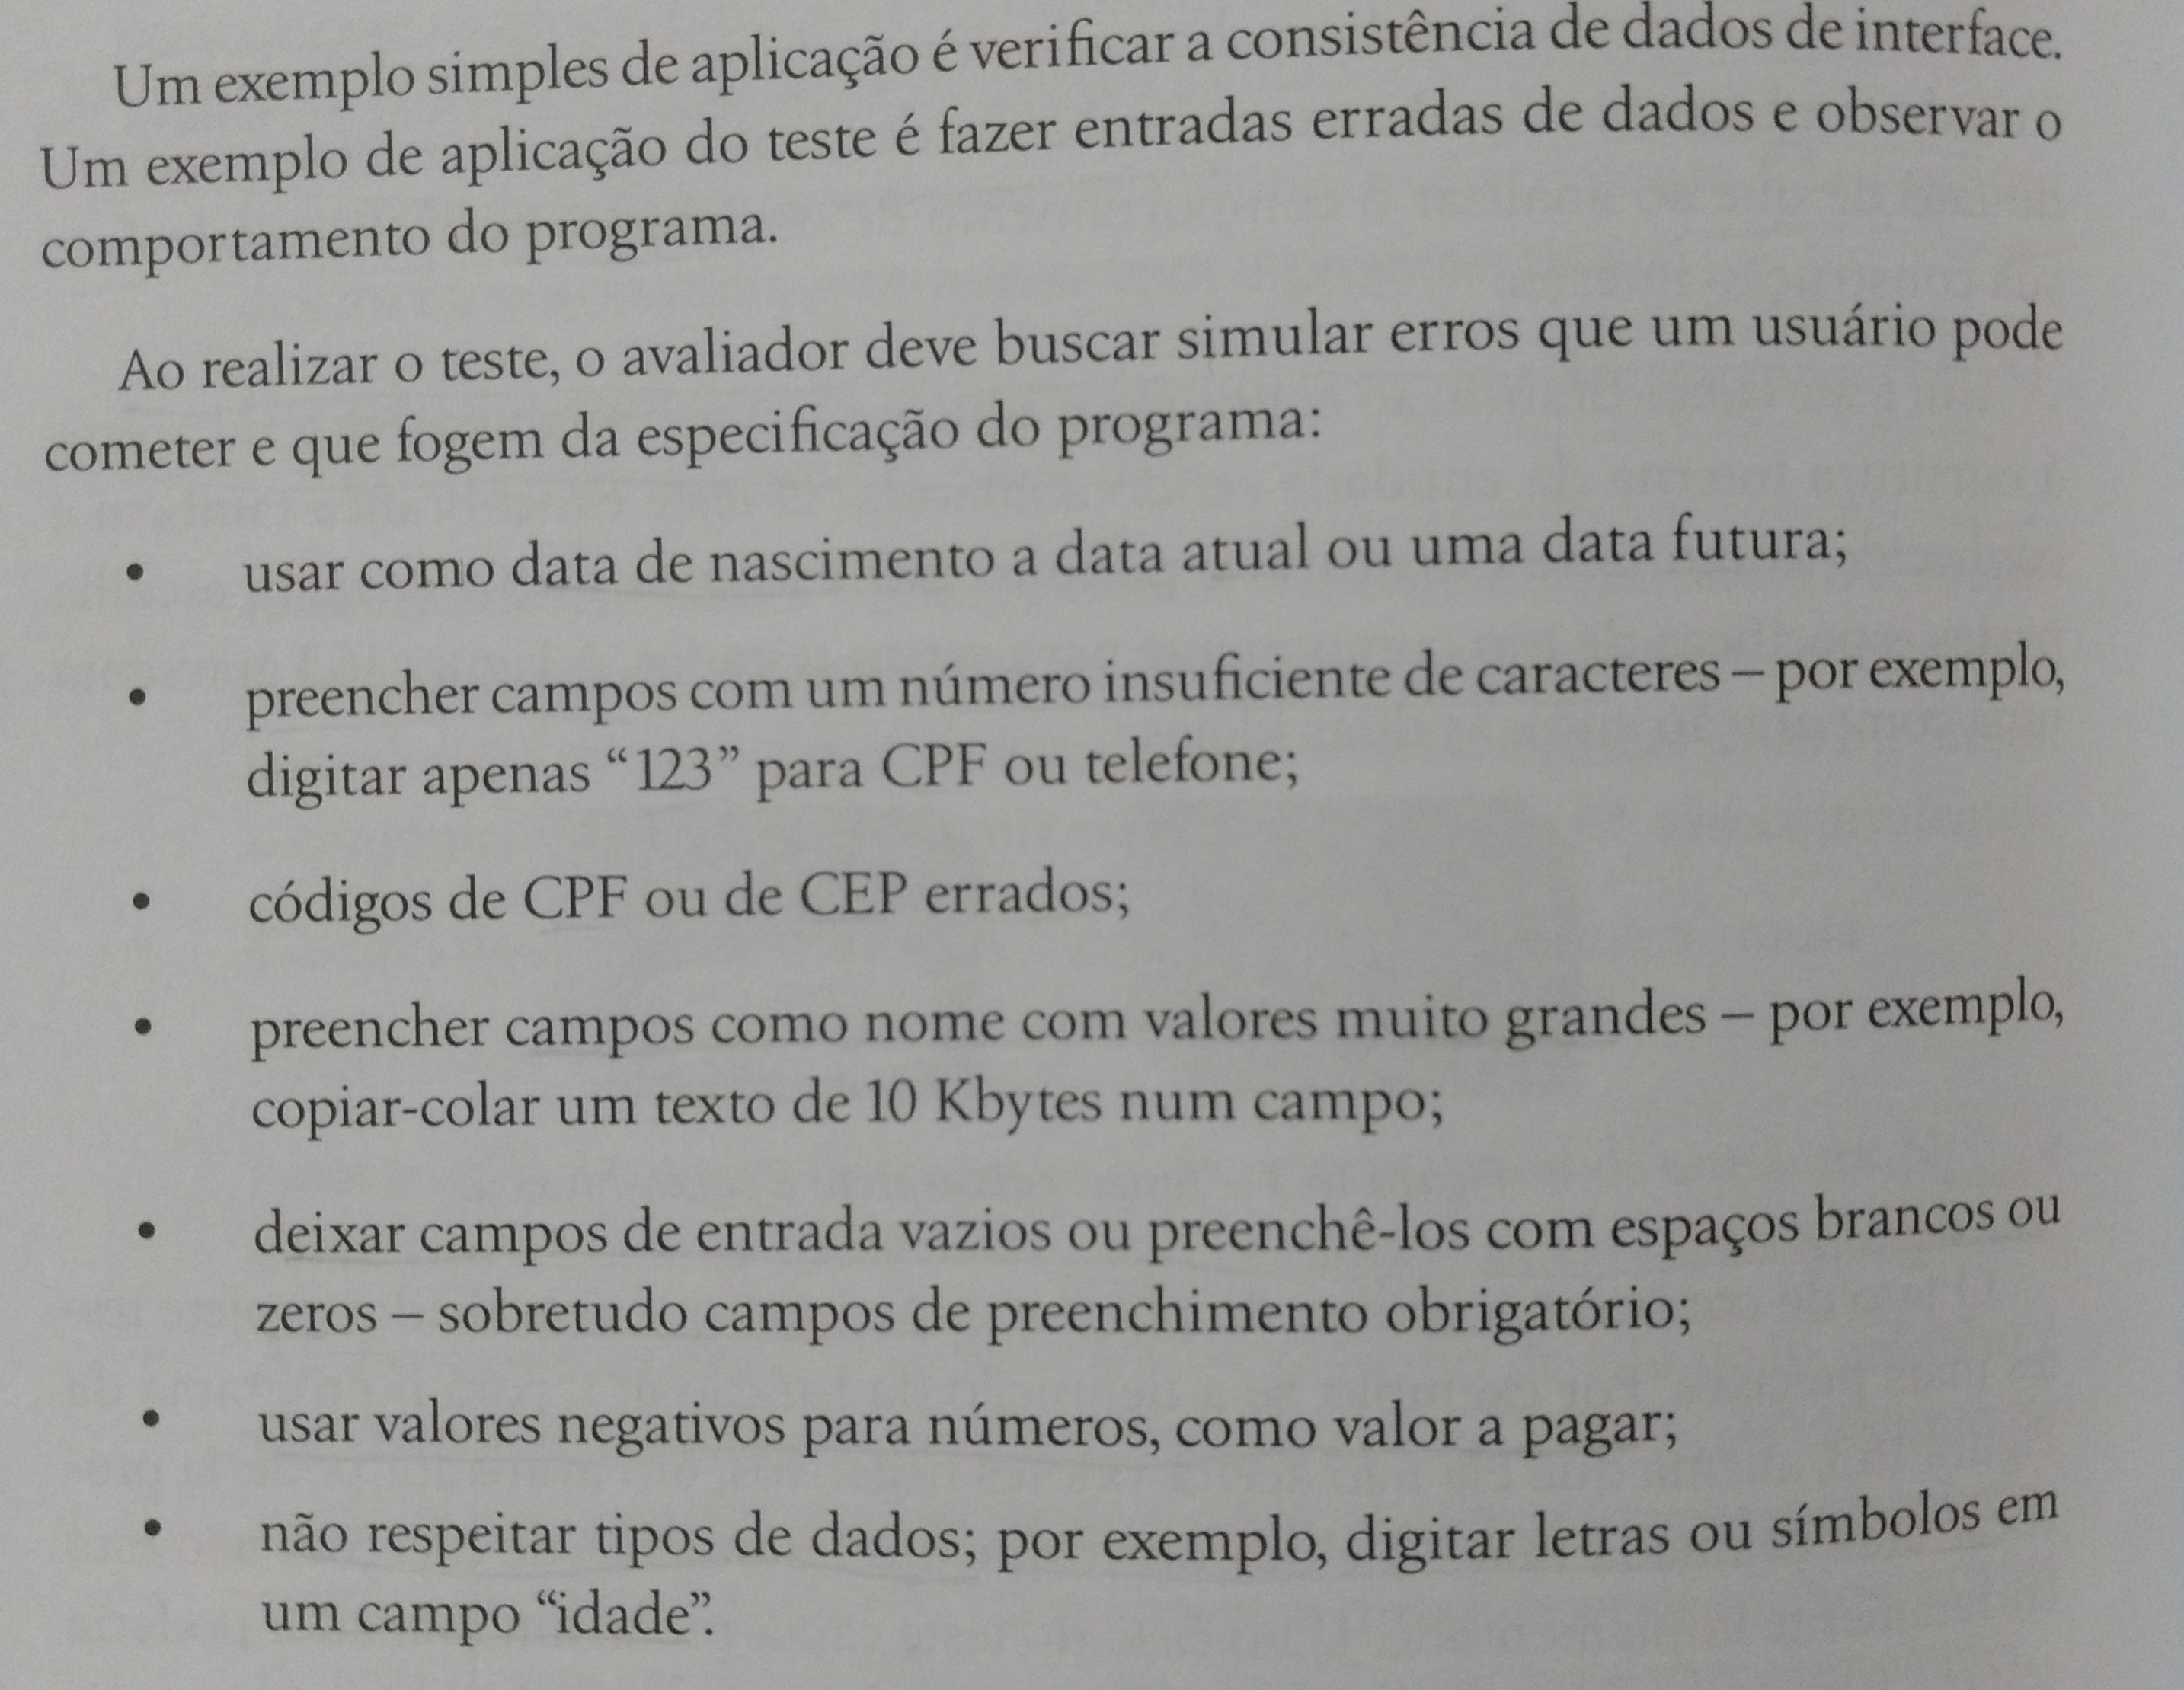 Um exemplo simples de aplicação é verificar a consistência de dados de interface.
Um exemplo de aplicação do teste é fazer entradas erradas de dados e observar o
comportamento do programa.
Ao realizar o teste, o avaliador deve buscar simular erros que um usuário pode
cometer e que fogem da especificação do programa:
• usar como data de nascimento a data atual ou uma data futura;
• preencher campos com um número insuficiente de caracteres – por exemplo,
digitar apenas “123” para CPF ou telefone;
• códigos de CPF ou de CEP errados;
• preencher campos como nome com valores muito grandes – por exemplo,
copiar-colar um texto de 10 Kbytes num campo;
• deixar campos de entrada vazios ou preenchê-los com espaços brancos ou
zeros – sobretudo campos de preenchimento obrigatório;
• usar valores negativos para números, como valor a pagar;
• não respeitar tipos de dados; por exemplo, digitar letras ou símbolos em
um campo “idade”.